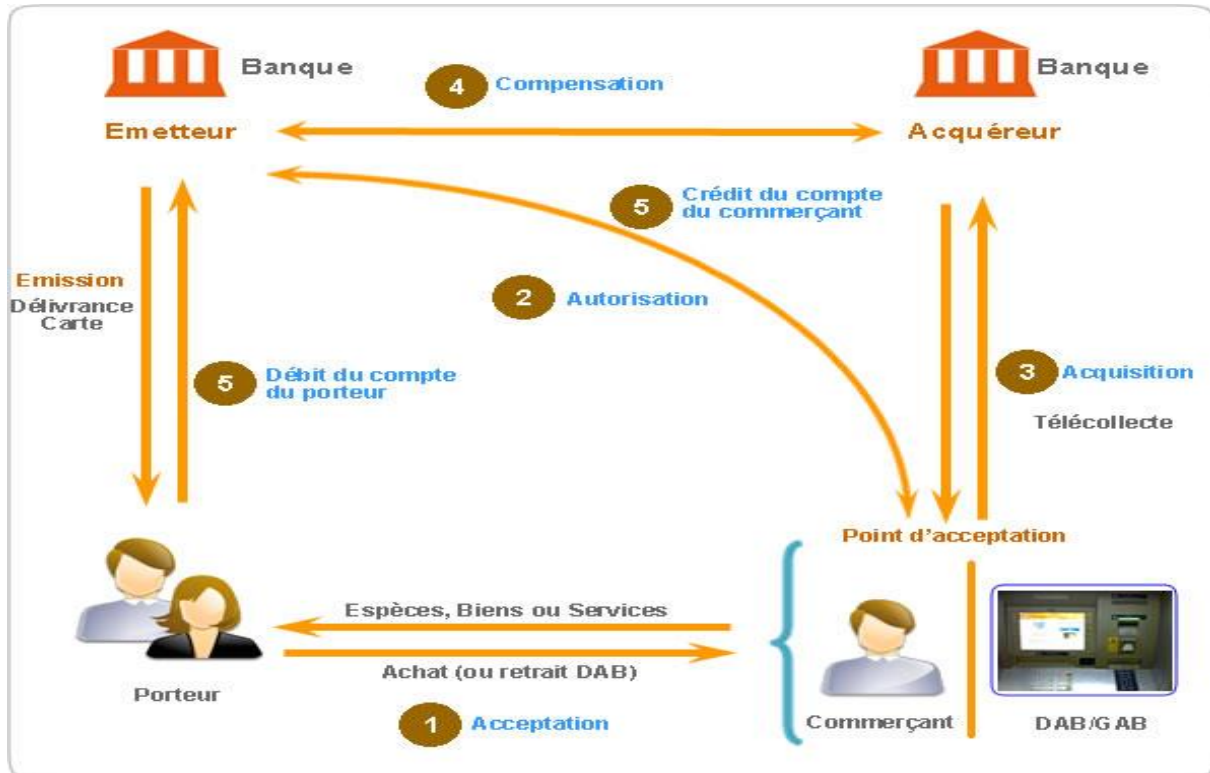 Banque
Banque
4 Compensation
Emetteur
Acquéreur
5 Crédit du compte
du commerçant
Emission
Délivrance
Carte
2 Autorisation
5 Débit du compte
du porteur
3 Acquisition
Télécollecte
Point d'acceptation
Espèces, Biens ou Services
Achat (ou retrait DAB)
Porteur
1 Acceptation
Commerçant
DAB/GAB